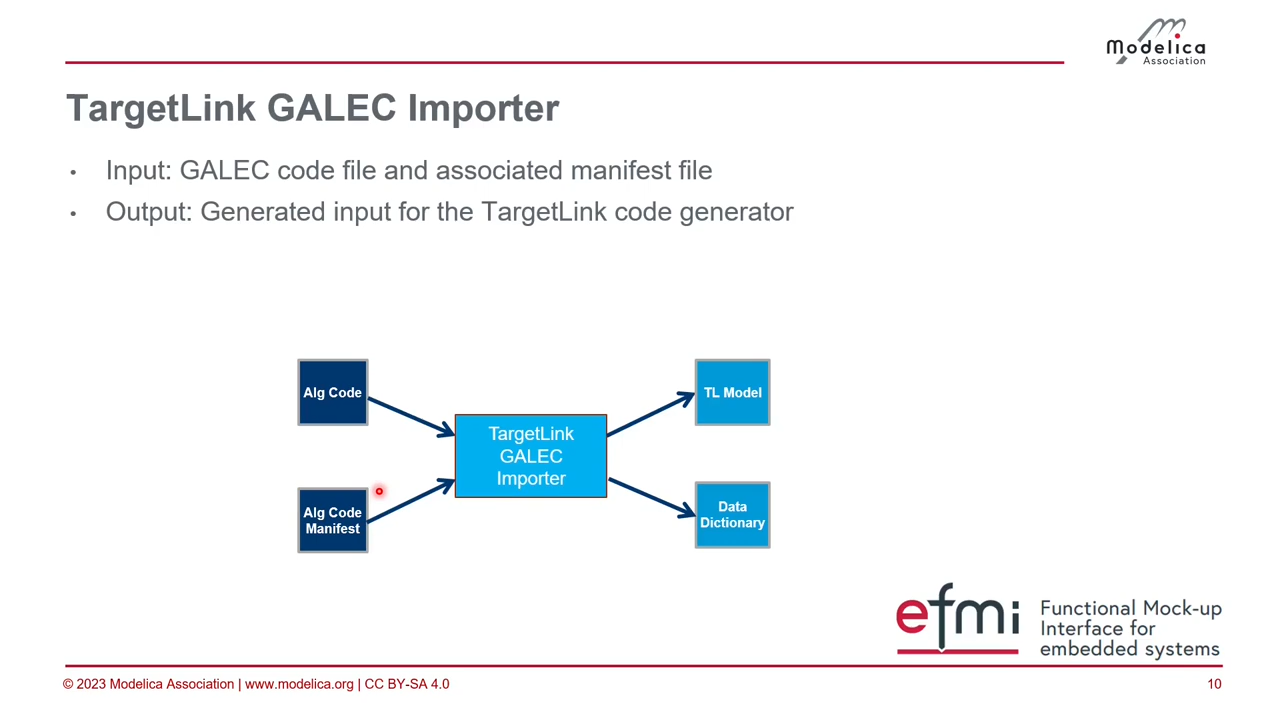 Modelica
Association
TargetLink GALEC Importer
• Input: GALEC code file and associated manifest file
• Output: Generated input for the TargetLink code generator
Alg Code
TL Model
TargetLink
GALEC
Importer
Alg Code
Manifest
Data
Dictionary
efmi
Functional Mock-up
Interface for
embedded systems
© 2023 Modelica Association | www.modelica.org | CC BY-SA 4.0
10